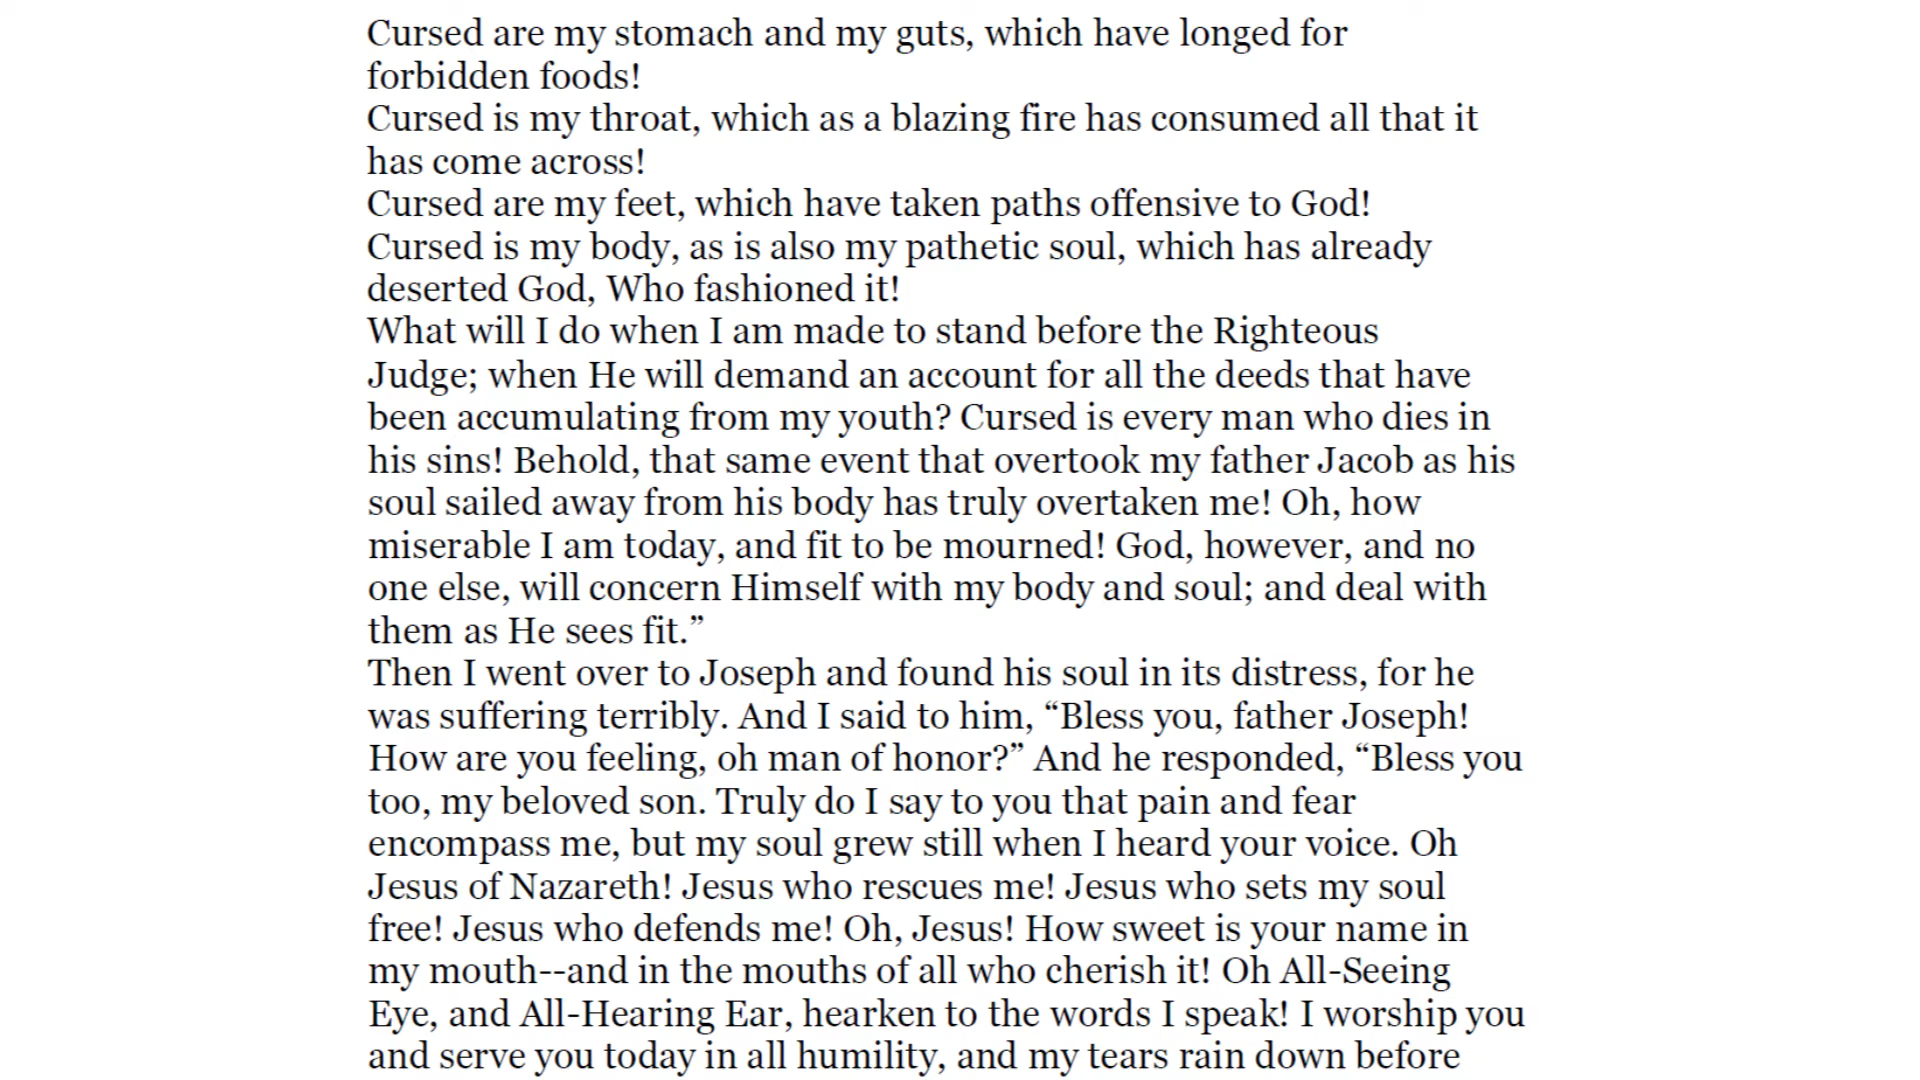 Cursed are my stomach and my guts, which have longed for
forbidden foods!
Cursed is my throat, which as a blazing fire has consumed all that it
has come across!
Cursed are my feet, which have taken paths offensive to God!
Cursed is my body, as is also my pathetic soul, which has already
deserted God, Who fashioned it!
What will I do when I am made to stand before the Righteous
Judge; when He will demand an account for all the deeds that have
been accumulating from my youth? Cursed is every man who dies in
his sins! Behold, that same event that overtook my father Jacob as his
soul sailed away from his body has truly overtaken me! Oh, how
miserable I am today, and fit to be mourned! God, however, and no
one else, will concern Himself with my body and soul; and deal with
them as He sees fit.”
Then I went over to Joseph and found his soul in its distress, for he
was suffering terribly. And I said to him, “Bless you, father Joseph!
How are you feeling, oh man of honor?” And he responded, “Bless you
too, my beloved son. Truly do I say to you that pain and fear
encompass me, but my soul grew still when I heard your voice. Oh
Jesus of Nazareth! Jesus who rescues me! Jesus who sets my soul
free! Jesus who defends me! Oh, Jesus! How sweet is your name in
my mouth--and in the mouths of all who cherish it! Oh All-Seeing
Eye, and All-Hearing Ear, hearken to the words I speak! I worship you
and serve you today in all humility, and my tears rain down before